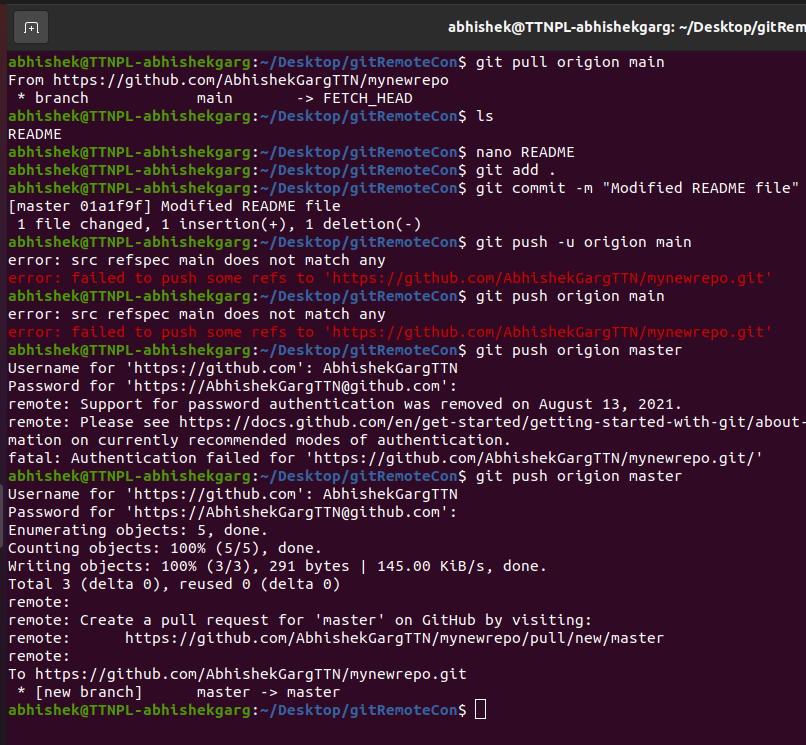 abhishek@TTNPL-abhishekgarg: ~/Desktop/gitRem
abhishek@TTNPL-abhishekgarg:~/Desktop/gitRemoteCon$ git pull origion main
From https://github.com/AbhishekGargTTN/mynewrepo
 * branch            main       -> FETCH_HEAD
abhishek@TTNPL-abhishekgarg:~/Desktop/gitRemoteCon$ ls
README
abhishek@TTNPL-abhishekgarg:~/Desktop/gitRemoteCon$ nano README
abhishek@TTNPL-abhishekgarg:~/Desktop/gitRemoteCon$ git add .
abhishek@TTNPL-abhishekgarg:~/Desktop/gitRemoteCon$ git commit -m "Modified README file"
[master 01a1f9f] Modified README file
 1 file changed, 1 insertion(+), 1 deletion(-)
abhishek@TTNPL-abhishekgarg:~/Desktop/gitRemoteCon$ git push -u origion main
error: src refspec main does not match any
error: failed to push some refs to 'https://github.com/AbhishekGargTTN/mynewrepo.git'
abhishek@TTNPL-abhishekgarg:~/Desktop/gitRemoteCon$ git push origion main
error: src refspec main does not match any
error: failed to push some refs to 'https://github.com/AbhishekGargTTN/mynewrepo.git'
abhishek@TTNPL-abhishekgarg:~/Desktop/gitRemoteCon$ git push origion master
Username for 'https://github.com': AbhishekGargTTN
Password for 'https://AbhishekGargTTN@github.com':
remote: Support for password authentication was removed on August 13, 2021.
remote: Please see https://docs.github.com/en/get-started/getting-started-with-git/about-
mation on currently recommended modes of authentication.
fatal: Authentication failed for 'https://github.com/AbhishekGargTTN/mynewrepo.git/'
abhishek@TTNPL-abhishekgarg:~/Desktop/gitRemoteCon$ git push origion master
Username for 'https://github.com': AbhishekGargTTN
Password for 'https://AbhishekGargTTN@github.com':
Enumerating objects: 5, done.
Counting objects: 100% (5/5), done.
Writing objects: 100% (3/3), 291 bytes | 145.00 KiB/s, done.
Total 3 (delta 0), reused 0 (delta 0)
remote:
remote: Create a pull request for 'master' on GitHub by visiting:
remote:      https://github.com/AbhishekGargTTN/mynewrepo/pull/new/master
remote:
To https://github.com/AbhishekGargTTN/mynewrepo.git
 * [new branch]      master -> master
abhishek@TTNPL-abhishekgarg:~/Desktop/gitRemoteCon$